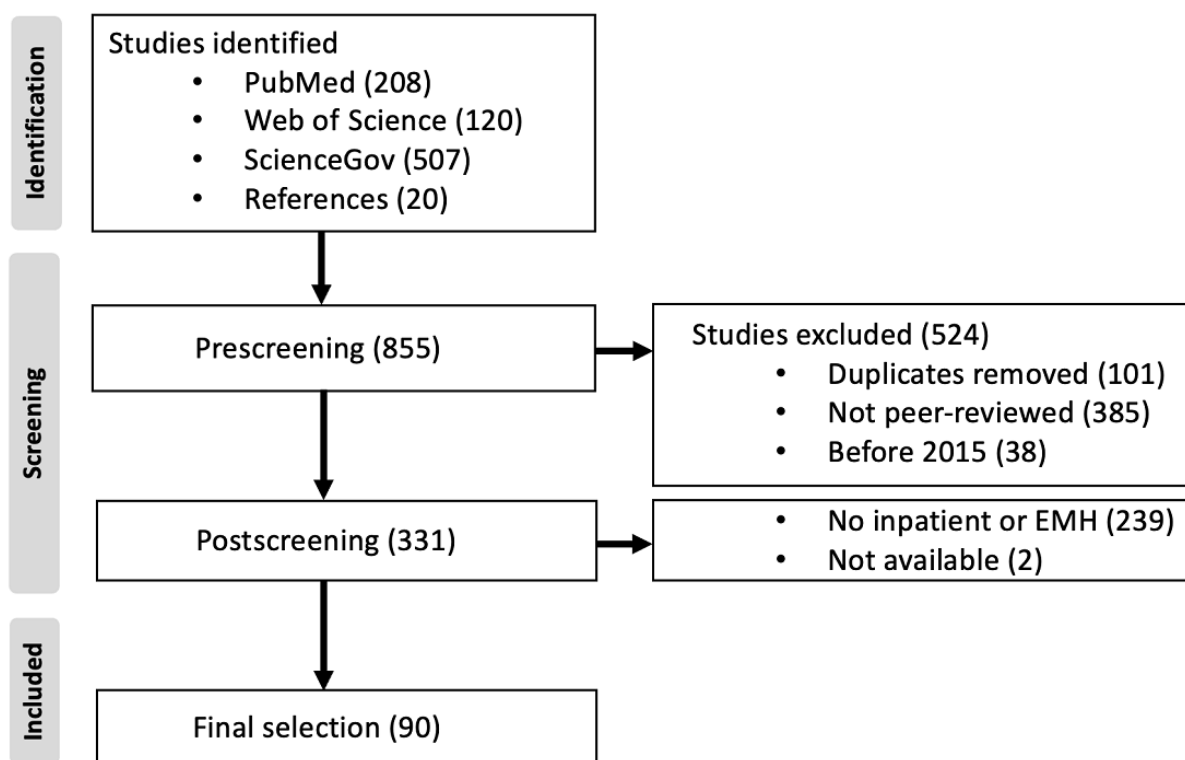 Identification
Studies identified
• PubMed (208)
• Web of Science (120)
• ScienceGov (507)
• References (20)
Screening
Prescreening (855)
Studies excluded (524)
• Duplicates removed (101)
• Not peer-reviewed (385)
• Before 2015 (38)
Postscreening (331)
• No inpatient or EMH (239)
• Not available (2)
Included
Final selection (90)